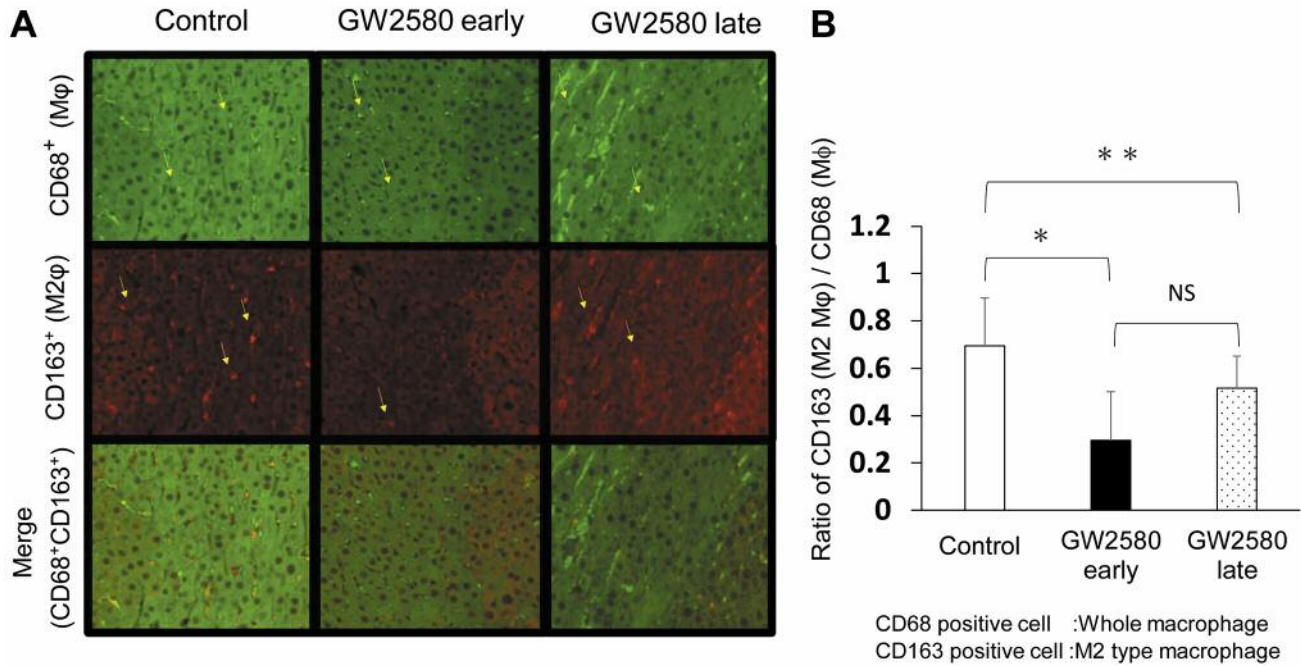 A
Control
GW2580 early
GW2580 late
CD68+ (Mφ)
CD163+ (M2φ)
Merge
(CD68+CD163+)
B
Ratio of CD163 (M2 Mφ) / CD68 (Mϕ)
1.2
1
0.8
0.6
0.4
0.2
0
* *
*
NS
Control
GW2580
early
GW2580
late
CD68 positive cell :Whole macrophage
CD163 positive cell :M2 type macrophage